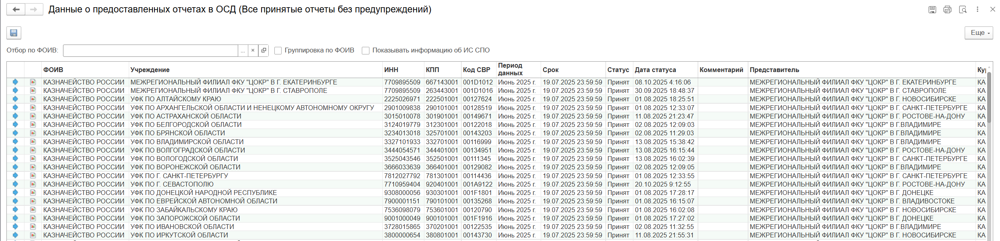 Данные о предоставленных отчетах в ОСД (Все принятые отчеты без предупреждений)
Еще
Отбор по ФОИВ: ... × Группировка по ФОИВ Показывать информацию об ИС СПО
ФОИВ Учреждение ИНН КПП Код СВР Период данных Срок Статус Дата статуса Комментарий Представитель Ку
КАЗНАЧЕЙСТВО РОССИИ МЕЖРЕГИОНАЛЬНЫЙ ФИЛИАЛ ФКУ "ЦОКР" В Г. ЕКАТЕРИНБУРГЕ 7709895509 667143001 001D1012 Июнь 2025 г. 19.07.2025 23:59:59 Принят 08.10.2025 4:16:06 МЕЖРЕГИОНАЛЬНЫЙ ФИЛИАЛ ФКУ "ЦОКР" В Г. ЕКАТЕРИНБУРГЕ КА
КАЗНАЧЕЙСТВО РОССИИ МЕЖРЕГИОНАЛЬНЫЙ ФИЛИАЛ ФКУ "ЦОКР" В Г. СТАВРОПОЛЕ 7709895509 263443001 001D1016 Июнь 2025 г. 19.07.2025 23:59:59 Принят 30.09.2025 18:48:37 МЕЖРЕГИОНАЛЬНЫЙ ФИЛИАЛ ФКУ "ЦОКР" В Г. СТАВРОПОЛЕ КА
КАЗНАЧЕЙСТВО РОССИИ УФК ПО АЛТАЙСКОМУ КРАЮ 2225026971 222501001 00127624 Июнь 2025 г. 19.07.2025 23:59:59 Принят 01.08.2025 18:25:51 МЕЖРЕГИОНАЛЬНЫЙ ФИЛИАЛ ФКУ "ЦОКР" В Г. НОВОСИБИРСКЕ КА
КАЗНАЧЕЙСТВО РОССИИ УФК ПО АРХАНГЕЛЬСКОЙ ОБЛАСТИ И НЕНЕЦКОМУ АВТОНОМНОМУ ОКРУГУ 2901009838 290101001 00128519 Июнь 2025 г. 19.07.2025 23:59:59 Принят 01.08.2025 12:33:07 МЕЖРЕГИОНАЛЬНЫЙ ФИЛИАЛ ФКУ "ЦОКР" В Г. САНКТ-ПЕТЕРБУРГЕ КА
КАЗНАЧЕЙСТВО РОССИИ УФК ПО АСТРАХАНСКОЙ ОБЛАСТИ 3015010078 301901001 00149671 Июнь 2025 г. 19.07.2025 23:59:59 Принят 11.08.2025 21:23:47 МЕЖРЕГИОНАЛЬНЫЙ ФИЛИАЛ ФКУ "ЦОКР" В Г. РОСТОВЕ-НА-ДОНУ КА
КАЗНАЧЕЙСТВО РОССИИ УФК ПО БЕЛГОРОДСКОЙ ОБЛАСТИ 3124019779 312301001 00122018 Июнь 2025 г. 19.07.2025 23:59:59 Принят 02.08.2025 12:09:03 МЕЖРЕГИОНАЛЬНЫЙ ФИЛИАЛ ФКУ "ЦОКР" В Г.ВЛАДИМИРЕ КА
КАЗНАЧЕЙСТВО РОССИИ УФК ПО БРЯНСКОЙ ОБЛАСТИ 3234013018 325701001 00143203 Июнь 2025 г. 19.07.2025 23:59:59 Принят 02.08.2025 11:29:03 МЕЖРЕГИОНАЛЬНЫЙ ФИЛИАЛ ФКУ "ЦОКР" В Г.ВЛАДИМИРЕ КА
КАЗНАЧЕЙСТВО РОССИИ УФК ПО ВЛАДИМИРСКОЙ ОБЛАСТИ 3327101933 332701001 00116999 Июнь 2025 г. 19.07.2025 23:59:59 Принят 13.08.2025 15:38:42 МЕЖРЕГИОНАЛЬНЫЙ ФИЛИАЛ ФКУ "ЦОКР" В Г.ВЛАДИМИРЕ КА
КАЗНАЧЕЙСТВО РОССИИ УФК ПО ВОЛГОГРАДСКОЙ ОБЛАСТИ 3444054571 344401001 00134951 Июнь 2025 г. 19.07.2025 23:59:59 Принят 13.08.2025 16:15:44 МЕЖРЕГИОНАЛЬНЫЙ ФИЛИАЛ ФКУ "ЦОКР" В Г. РОСТОВЕ-НА-ДОНУ КА
КАЗНАЧЕЙСТВО РОССИИ УФК ПО ВОЛОГОДСКОЙ ОБЛАСТИ 3525043546 352501001 00111345 Июнь 2025 г. 19.07.2025 23:59:59 Принят 13.08.2025 16:02:39 МЕЖРЕГИОНАЛЬНЫЙ ФИЛИАЛ ФКУ "ЦОКР" В Г. САНКТ-ПЕТЕРБУРГЕ КА
КАЗНАЧЕЙСТВО РОССИИ УФК ПО ВОРОНЕЖСКОЙ ОБЛАСТИ 3666033639 366401001 00129082 Июнь 2025 г. 19.07.2025 23:59:59 Принят 02.08.2025 12:09:05 МЕЖРЕГИОНАЛЬНЫЙ ФИЛИАЛ ФКУ "ЦОКР" В Г.ВЛАДИМИРЕ КА
КАЗНАЧЕЙСТВО РОССИИ УФК ПО Г. САНКТ-ПЕТЕРБУРГУ 7812027792 781301001 00114436 Июнь 2025 г. 19.07.2025 23:59:59 Принят 01.08.2025 12:33:55 МЕЖРЕГИОНАЛЬНЫЙ ФИЛИАЛ ФКУ "ЦОКР" В Г. САНКТ-ПЕТЕРБУРГЕ КА
КАЗНАЧЕЙСТВО РОССИИ УФК ПО Г. СЕВАСТОПОЛЮ 7710959404 920401001 001A9122 Июнь 2025 г. 19.07.2025 23:59:59 Принят 20.10.2025 9:12:55 МЕЖРЕГИОНАЛЬНЫЙ ФИЛИАЛ ФКУ "ЦОКР" В Г. РОСТОВЕ-НА-ДОНУ КА
КАЗНАЧЕЙСТВО РОССИИ УФК ПО ДОНЕЦКОЙ НАРОДНОЙ РЕСПУБЛИКЕ 9308000056 930301001 001F1801 Июнь 2025 г. 19.07.2025 23:59:59 Принят 01.08.2025 17:28:17 МЕЖРЕГИОНАЛЬНЫЙ ФИЛИАЛ ФКУ "ЦОКР" В Г. ДОНЕЦКЕ КА
КАЗНАЧЕЙСТВО РОССИИ УФК ПО ЕВРЕЙСКОЙ АВТОНОМНОЙ ОБЛАСТИ 7900001151 790101001 00135268 Июнь 2025 г. 19.07.2025 23:59:59 Принят 01.08.2025 16:15:07 МЕЖРЕГИОНАЛЬНЫЙ ФИЛИАЛ ФКУ "ЦОКР" В Г. ВЛАДИВОСТОКЕ КА
КАЗНАЧЕЙСТВО РОССИИ УФК ПО ЗАБАЙКАЛЬСКОМУ КРАЮ 7536098079 753601001 00120790 Июнь 2025 г. 19.07.2025 23:59:59 Принят 01.08.2025 16:02:08 МЕЖРЕГИОНАЛЬНЫЙ ФИЛИАЛ ФКУ "ЦОКР" В Г. НОВОСИБИРСКЕ КА
КАЗНАЧЕЙСТВО РОССИИ УФК ПО ЗАПОРОЖСКОЙ ОБЛАСТИ 9001000049 900101001 001F1916 Июнь 2025 г. 19.07.2025 23:59:59 Принят 01.08.2025 17:27:02 МЕЖРЕГИОНАЛЬНЫЙ ФИЛИАЛ ФКУ "ЦОКР" В Г. ДОНЕЦКЕ КА
КАЗНАЧЕЙСТВО РОССИИ УФК ПО ИВАНОВСКОЙ ОБЛАСТИ 3728015865 370201001 00122535 Июнь 2025 г. 19.07.2025 23:59:59 Принят 02.08.2025 11:32:55 МЕЖРЕГИОНАЛЬНЫЙ ФИЛИАЛ ФКУ "ЦОКР" В Г.ВЛАДИМИРЕ КА
КАЗНАЧЕЙСТВО РОССИИ УФК ПО ИРКУТСКОЙ ОБЛАСТИ 3800000654 380801001 00143730 Июнь 2025 г. 19.07.2025 23:59:59 Принят 11.08.2025 21:55:31 МЕЖРЕГИОНАЛЬНЫЙ ФИЛИАЛ ФКУ "ЦОКР" В Г. НОВОСИБИРСКЕ КА